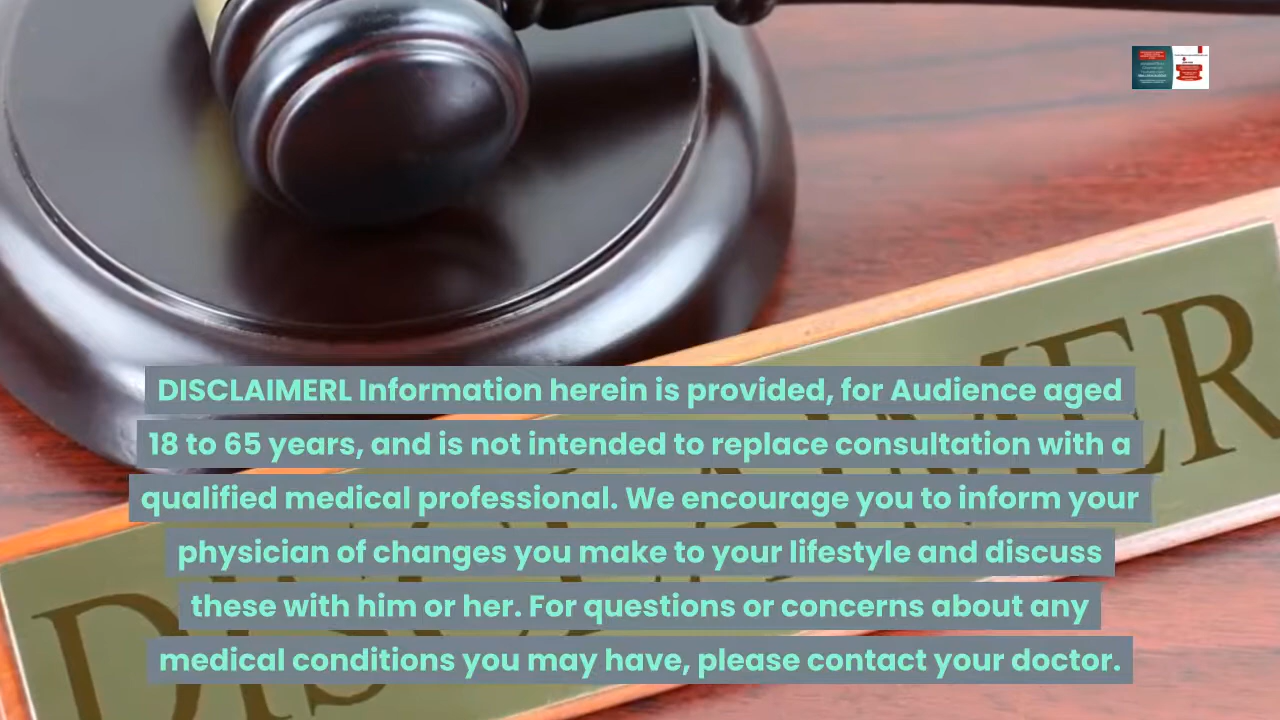 DISCLAIMERL Information herein is provided, for Audience aged
18 to 65 years, and is not intended to replace consultation with a
qualified medical professional. We encourage you to inform your
physician of changes you make to your lifestyle and discuss
these with him or her. For questions or concerns about any
medical conditions you may have, please contact your doctor.
DISCLAIMER